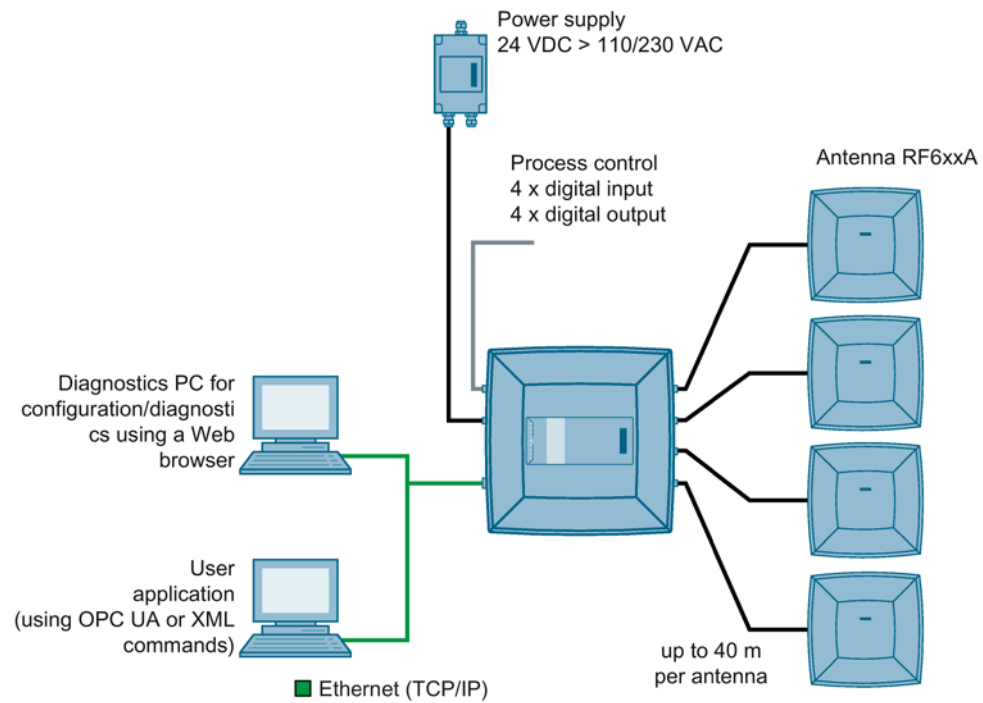 Power supply
24 VDC > 110/230 VAC
Process control
4 x digital input
4 x digital output
Antenna RF6xxA
Diagnostics PC for
configuration/diagnosti
cs using a Web
browser
User
application
(using OPC UA or XML
commands)
up to 40 m
per antenna
Ethernet (TCP/IP)